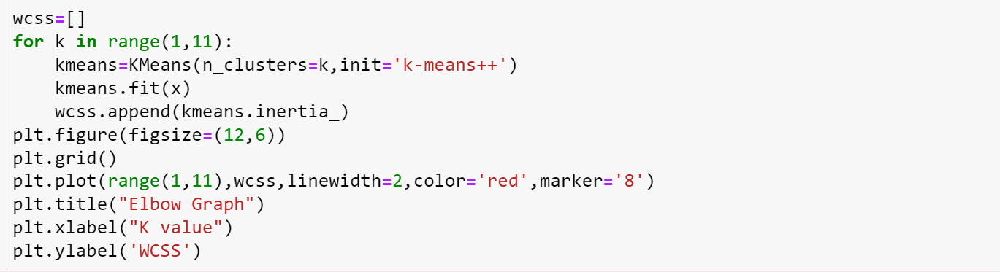 wcss=[]
for k in range(1,11):
    kmeans=KMeans(n_clusters=k,init='k-means++')
    kmeans.fit(x)
    wcss.append(kmeans.inertia_)
plt.figure(figsize=(12,6))
plt.grid()
plt.plot(range(1,11),wcss,linewidth=2,color='red',marker='8')
plt.title("Elbow Graph")
plt.xlabel("K value")
plt.ylabel('WCSS')